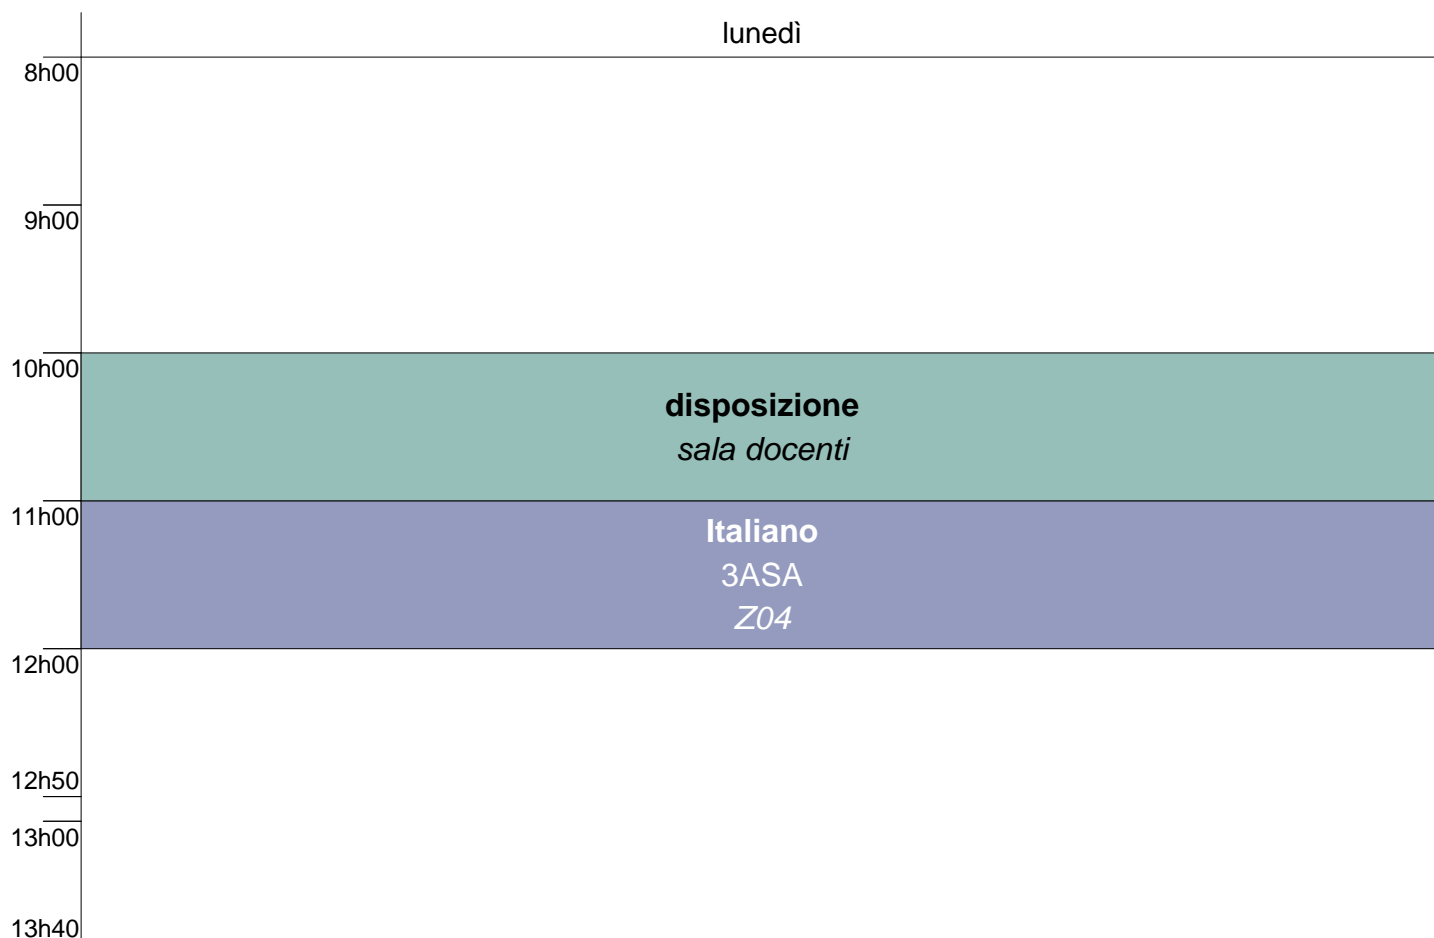 lunedì
8h00
9h00
10h00
disposizione
sala docenti
11h00
Italiano
3ASA
Z04
12h00
12h50
13h00
13h40